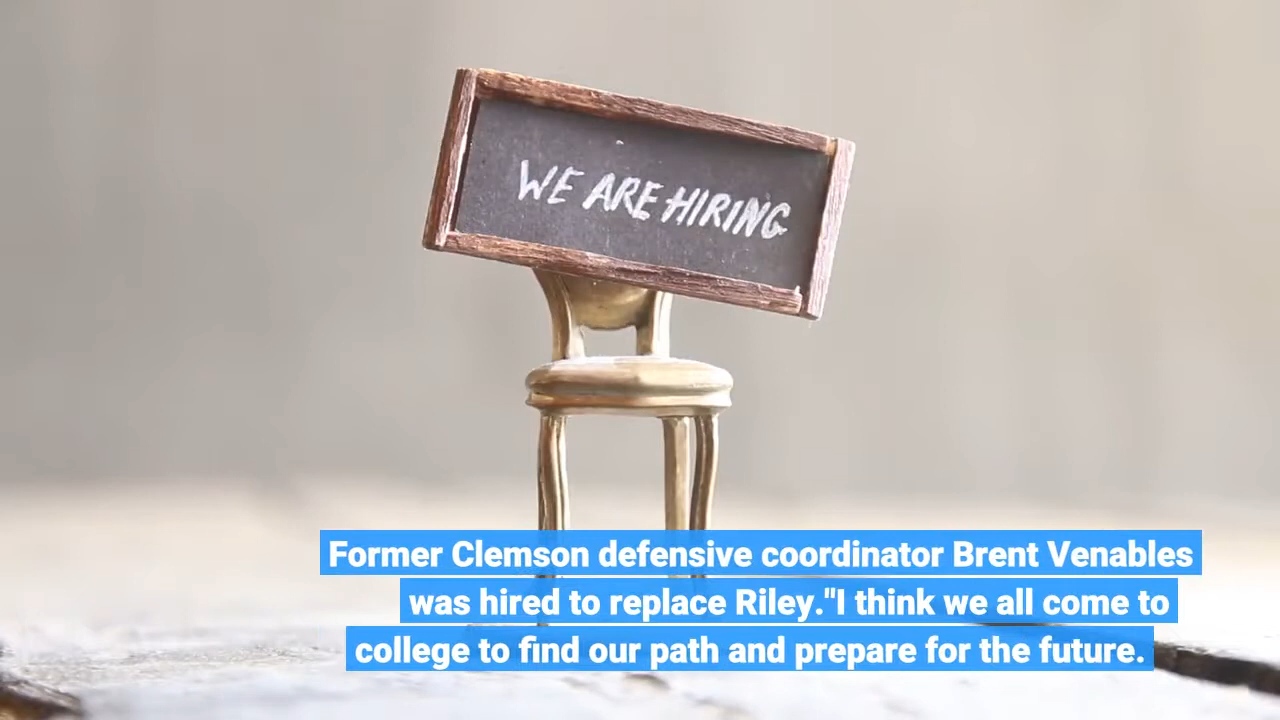 WE ARE HIRING
Former Clemson defensive coordinator Brent Venables
was hired to replace Riley."I think we all come to
college to find our path and prepare for the future.